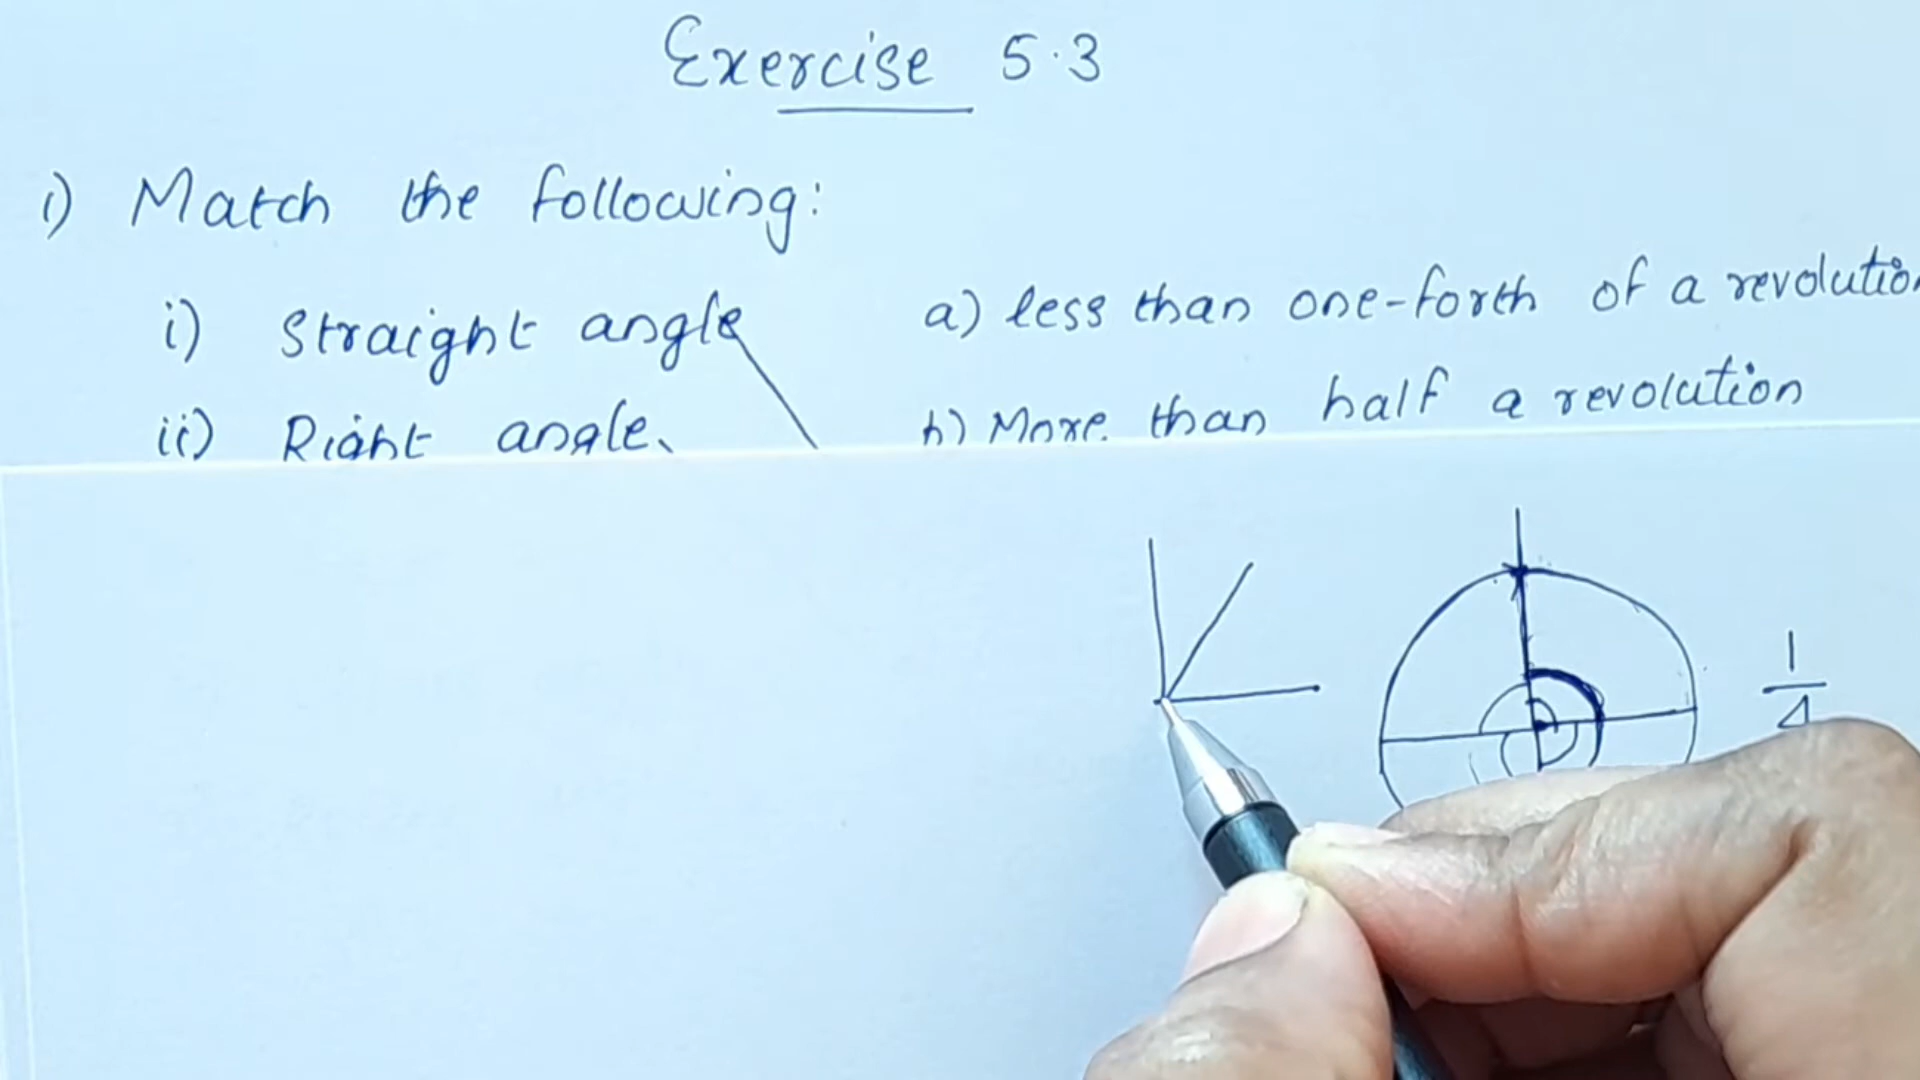 Exercise 5.3
1) Match the following:
i) Straight angle
a) less than one-forth of a revolution
ii) Right angle
b) More than half a revolution
1
4